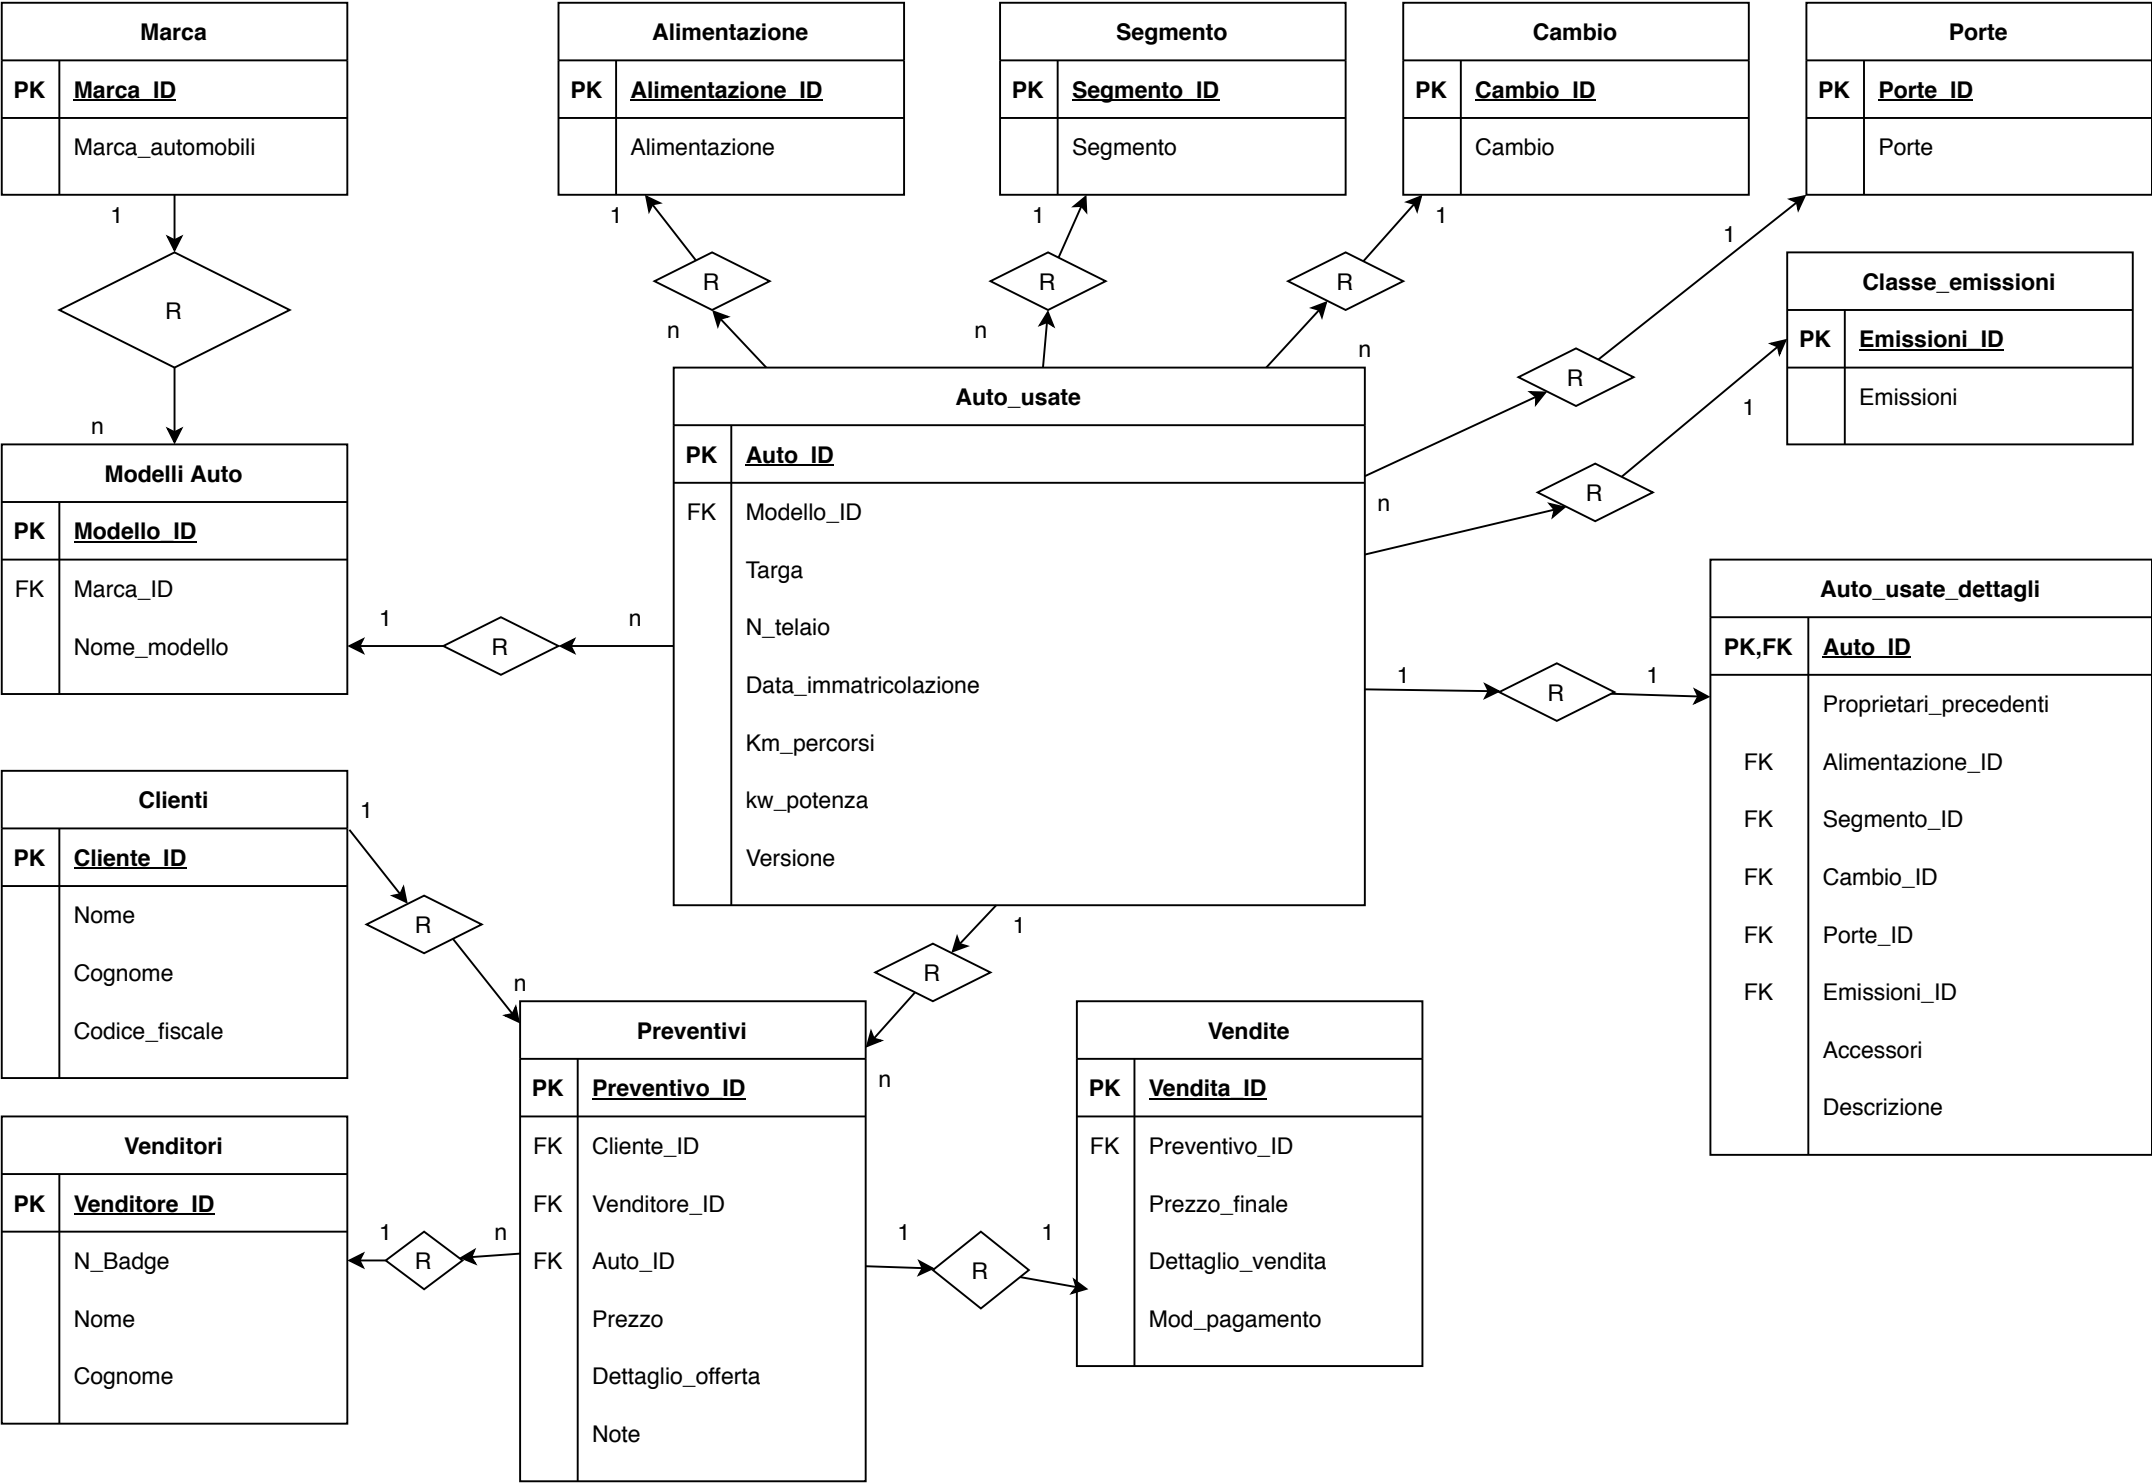 Marca
PK Marca_ID
Marca_automobili
Alimentazione
PK Alimentazione_ID
Alimentazione
Segmento
PK Segmento_ID
Segmento
Cambio
PK Cambio_ID
Cambio
Porte
PK Porte_ID
Porte
1
1
1
1
1
R
R
R
R
R
n
n
n
n
R
1
Classe_emissioni
PK Emissioni_ID
Emissioni
n
R
Modelli Auto
PK Modello_ID
FK Marca_ID
Nome_modello
1
R
n
Auto_usate
PK Auto_ID
FK Modello_ID
Targa
N_telaio
Data_immatricolazione
Km_percorsi
kw_potenza
Versione
1
R
1
Auto_usate_dettagli
PK,FK Auto_ID
Proprietari_precedenti
FK Alimentazione_ID
FK Segmento_ID
FK Cambio_ID
FK Porte_ID
FK Emissioni_ID
Accessori
Descrizione
Clienti
PK Cliente_ID
Nome
Cognome
Codice_fiscale
1
R
n
1
R
n
Venditori
PK Venditore_ID
N_Badge
Nome
Cognome
1
R
n
Preventivi
PK Preventivo_ID
FK Cliente_ID
FK Venditore_ID
FK Auto_ID
Prezzo
Dettaglio_offerta
Note
1
R
1
Vendite
PK Vendita_ID
FK Preventivo_ID
Prezzo_finale
Dettaglio_vendita
Mod_pagamento